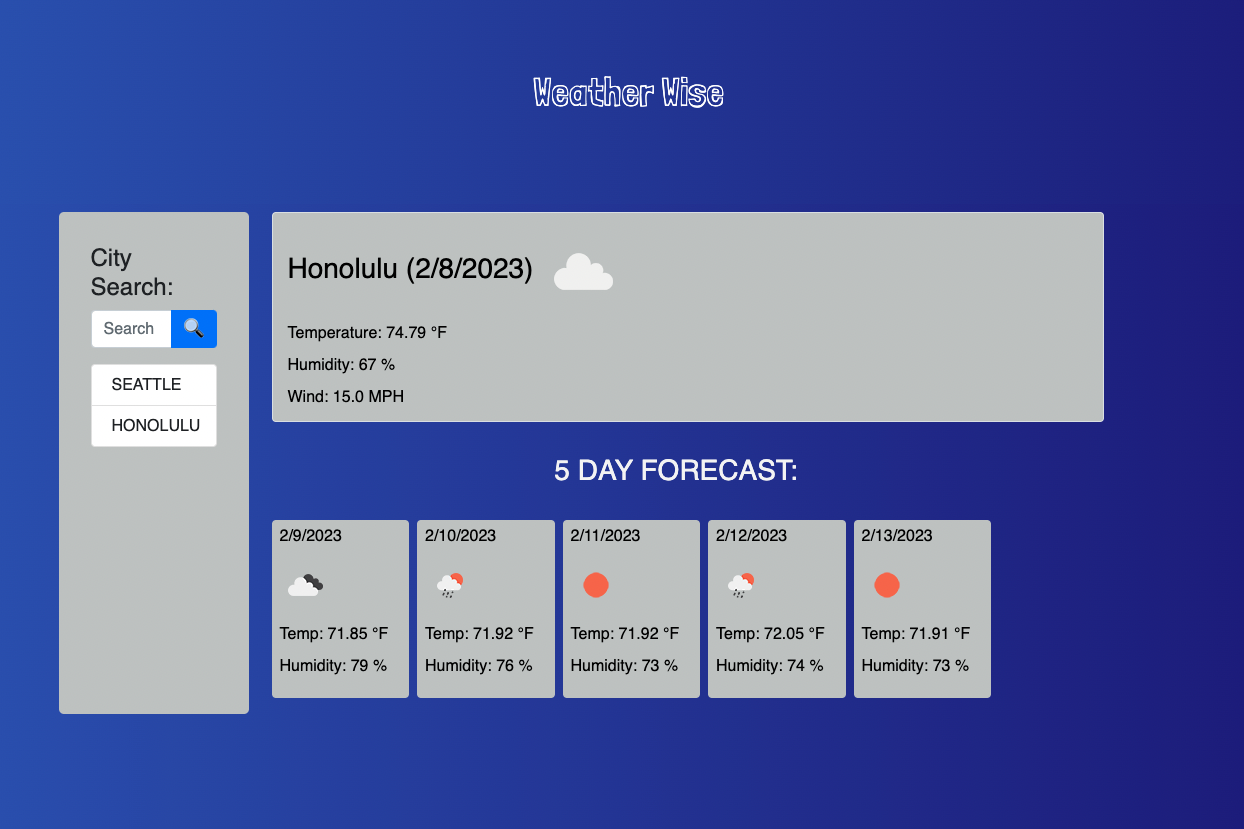 Weather Wise
City
Search:
Search
SEATTLE
HONOLULU
Honolulu (2/8/2023)
Temperature: 74.79 °F
Humidity: 67 %
Wind: 15.0 MPH
5 DAY FORECAST:
2/9/2023
Temp: 71.85 °F
Humidity: 79 %
2/10/2023
Temp: 71.92 °F
Humidity: 76 %
2/11/2023
Temp: 71.92 °F
Humidity: 73 %
2/12/2023
Temp: 72.05 °F
Humidity: 74 %
2/13/2023
Temp: 71.91 °F
Humidity: 73 %